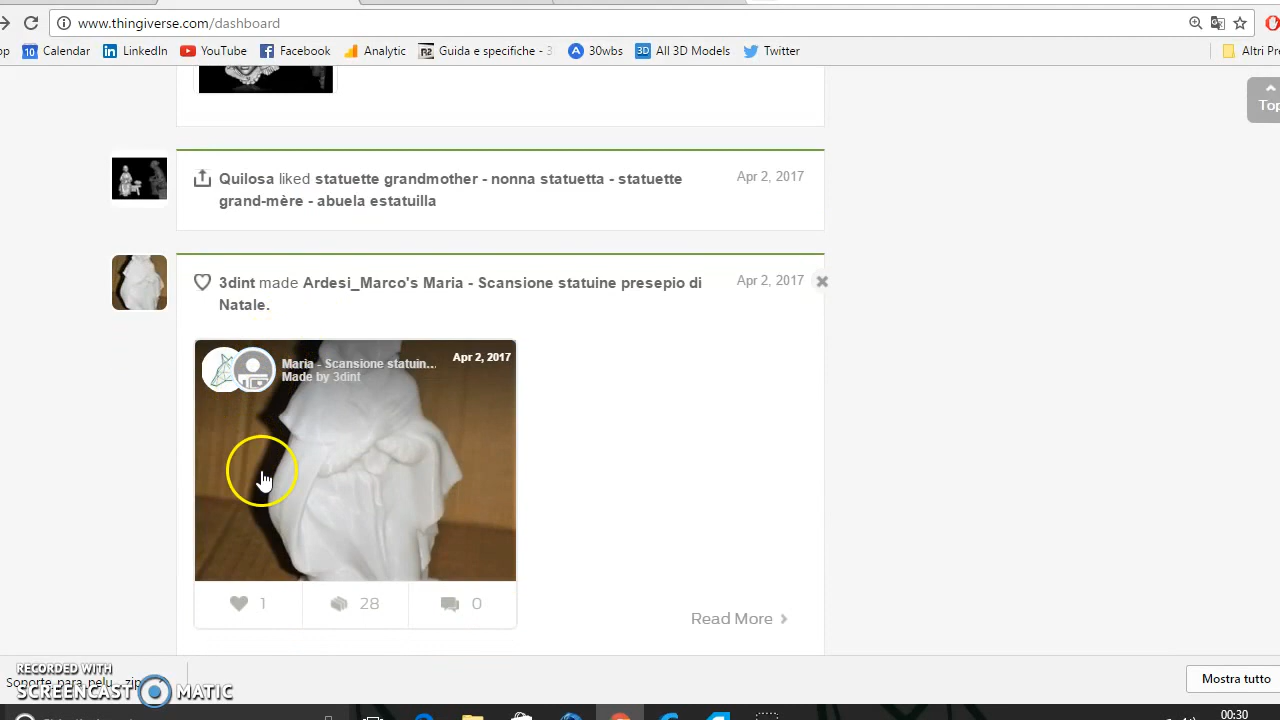 www.thingiverse.com/dashboard
Calendar LinkedIn YouTube Facebook Analytic Guida e specifiche - 3 30wbs All 3D Models Twitter Altri Pr
Top
Quilosa liked statuette grandmother - nonna statuetta - statuette
grand-mère - abuela estatuilla
Apr 2, 2017
3dint made Ardesi_Marco's Maria - Scansione statuine presepio di
Natale.
Apr 2, 2017
Maria - Scansione statuin...
Made by 3dint
Apr 2, 2017
1 28 0
Read More
RECORDED WITH
SCREENCAST MATIC
Soporte para pelu
Mostra tutto
00:30